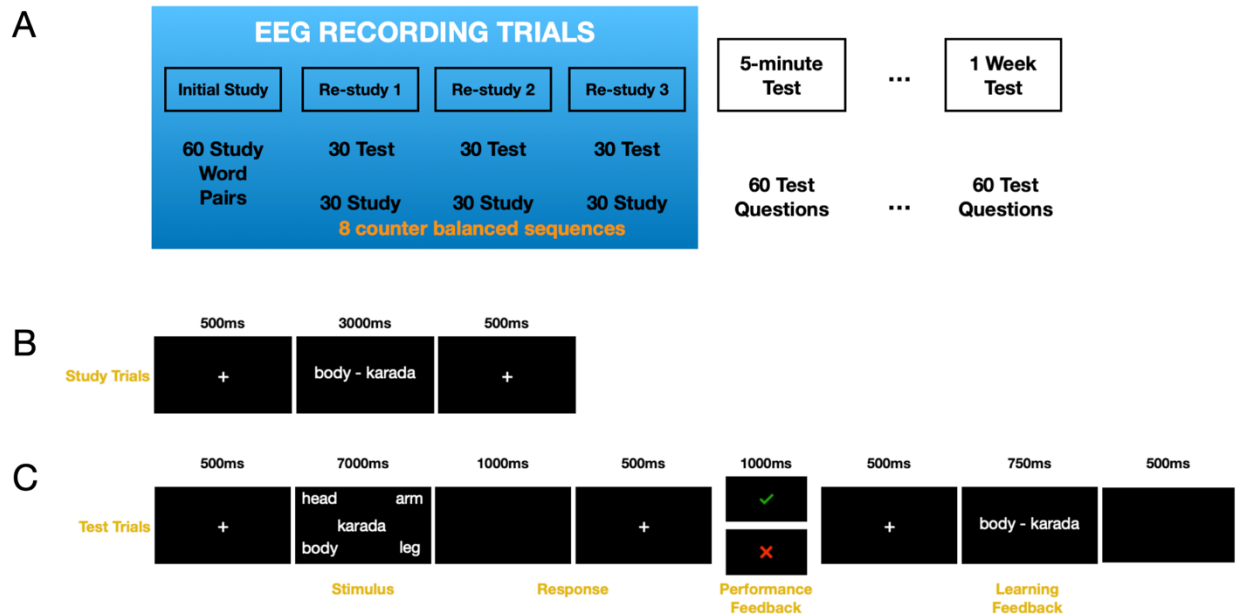 A
EEG RECORDING TRIALS
Initial Study
Re-study 1
Re-study 2
Re-study 3
5-minute
Test
...
1 Week
Test
60 Study
Word
Pairs
30 Test
30 Test
30 Test
30 Study
30 Study
30 Study
8 counter balanced sequences
60 Test
Questions
...
60 Test
Questions
B
500ms
3000ms
500ms
Study Trials
+
body - karada
+
C
500ms
7000ms
1000ms
500ms
1000ms
500ms
750ms
500ms
Test Trials
+
head
arm
karada
body
leg
+
+
body - karada
Stimulus
Response
Performance
Feedback
Learning
Feedback